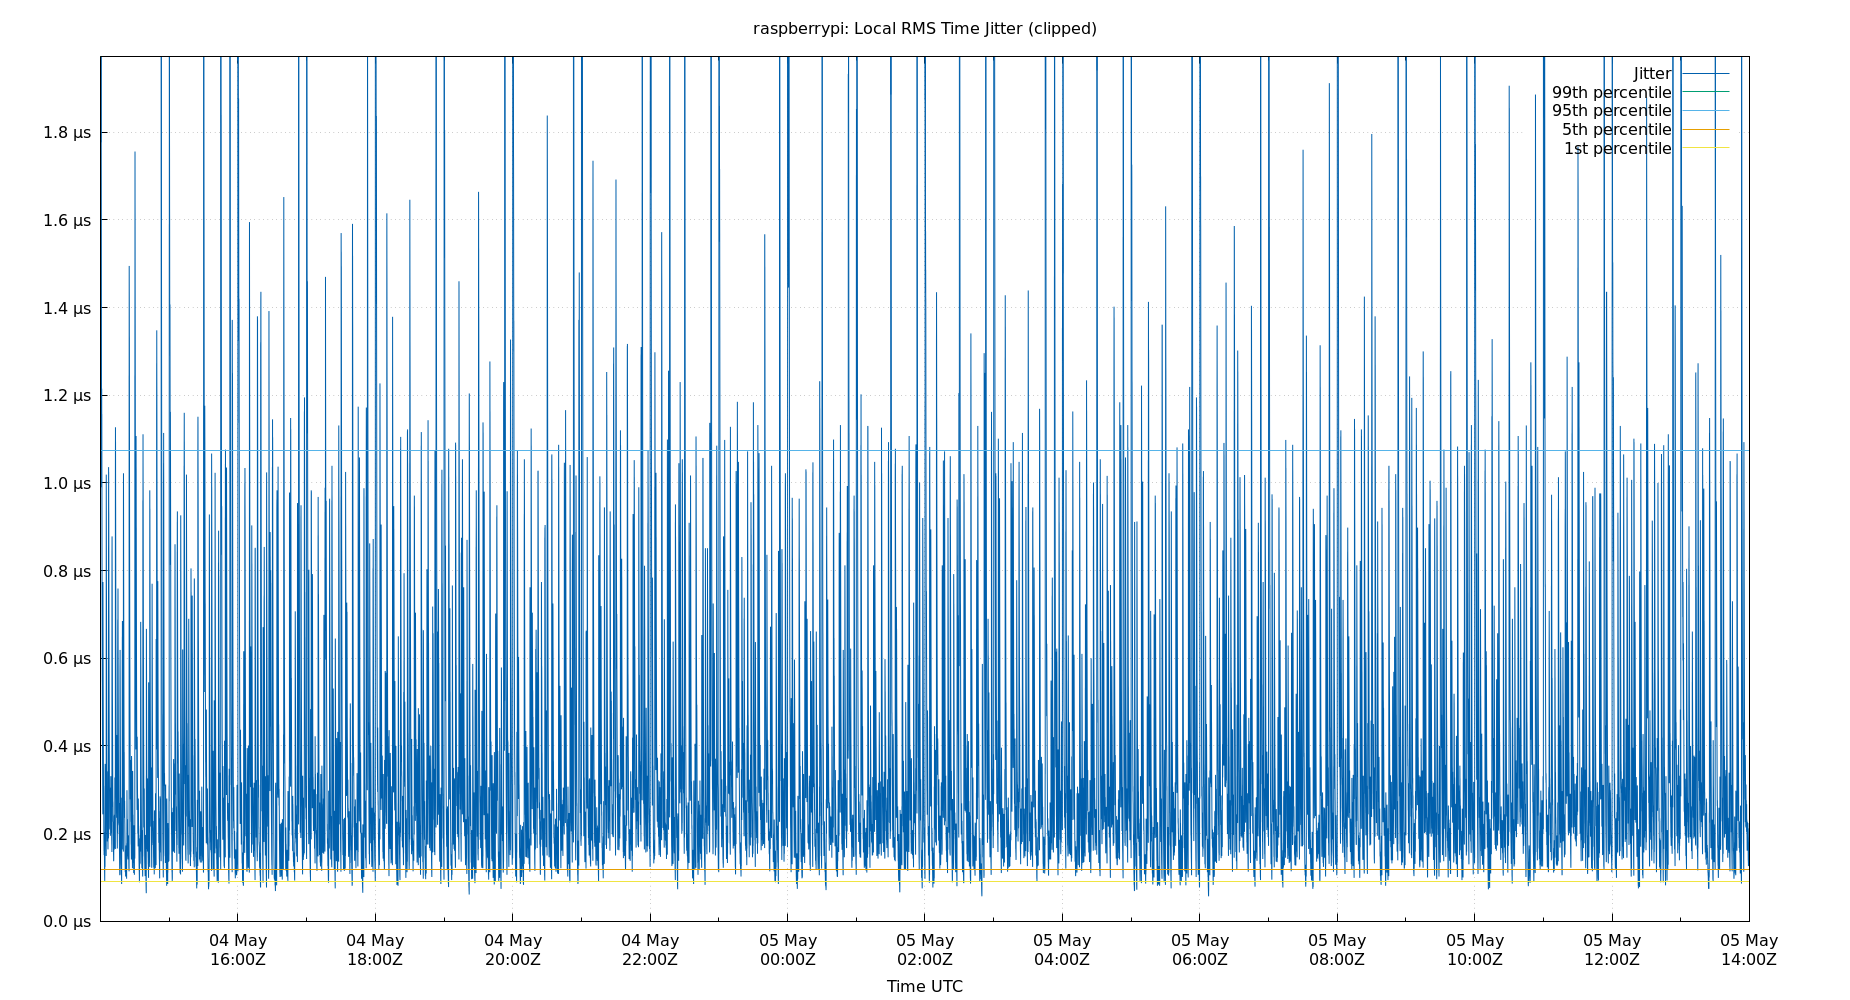 raspberrypi: Local RMS Time Jitter (clipped)
Jitter
99th percentile
95th percentile
5th percentile
1st percentile
1.8 µs
1.6 µs
1.4 µs
1.2 µs
1.0 µs
0.8 µs
0.6 µs
0.4 µs
0.2 µs
0.0 µs
04 May 04 May 04 May 04 May 05 May 05 May 05 May 05 May 05 May 05 May 05 May 05 May
16:00Z 18:00Z 20:00Z 22:00Z 00:00Z 02:00Z 04:00Z 06:00Z 08:00Z 10:00Z 12:00Z 14:00Z
Time UTC